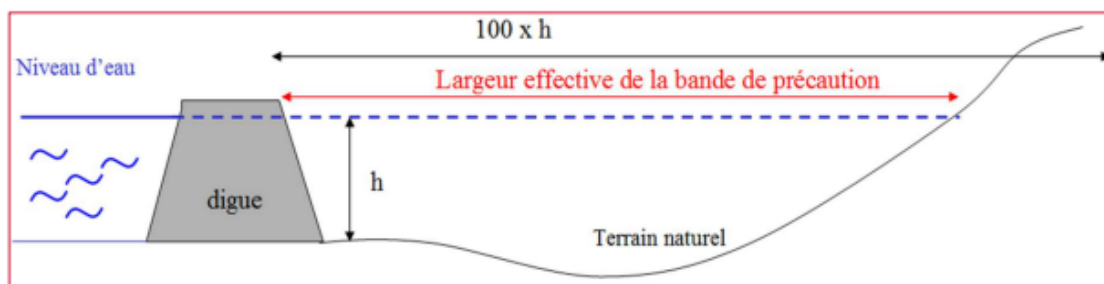 100 x h
Niveau d'eau
Largeur effective de la bande de précaution
h
digue
Terrain naturel